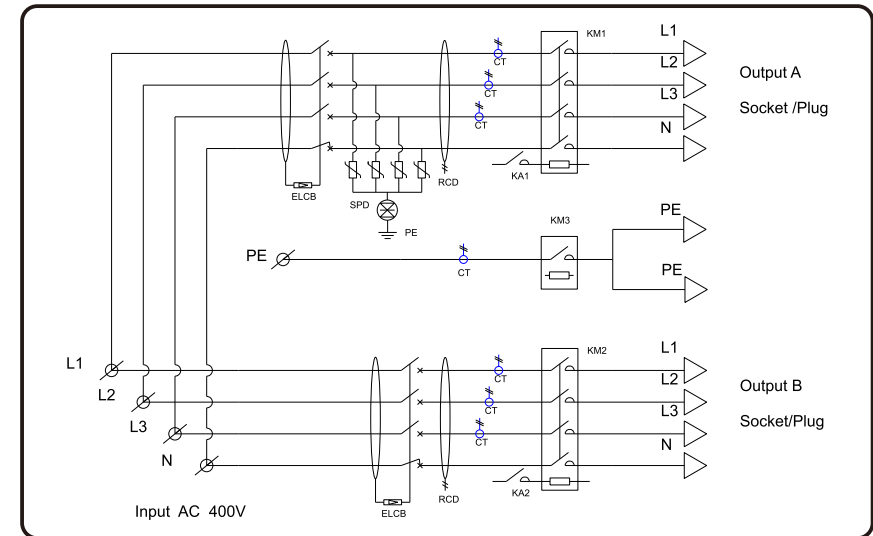 KM1
L1
CT
L2
Output A
CT
L3
Socket /Plug
CT
N
ELCB
RCD
KA1
SPD
PE
KM3
PE
PE
CT
PE
KM2
L1
L1
CT
L2
Output B
L2
CT
L3
Socket/Plug
L3
CT
N
N
ELCB
RCD
KA2
Input AC 400V